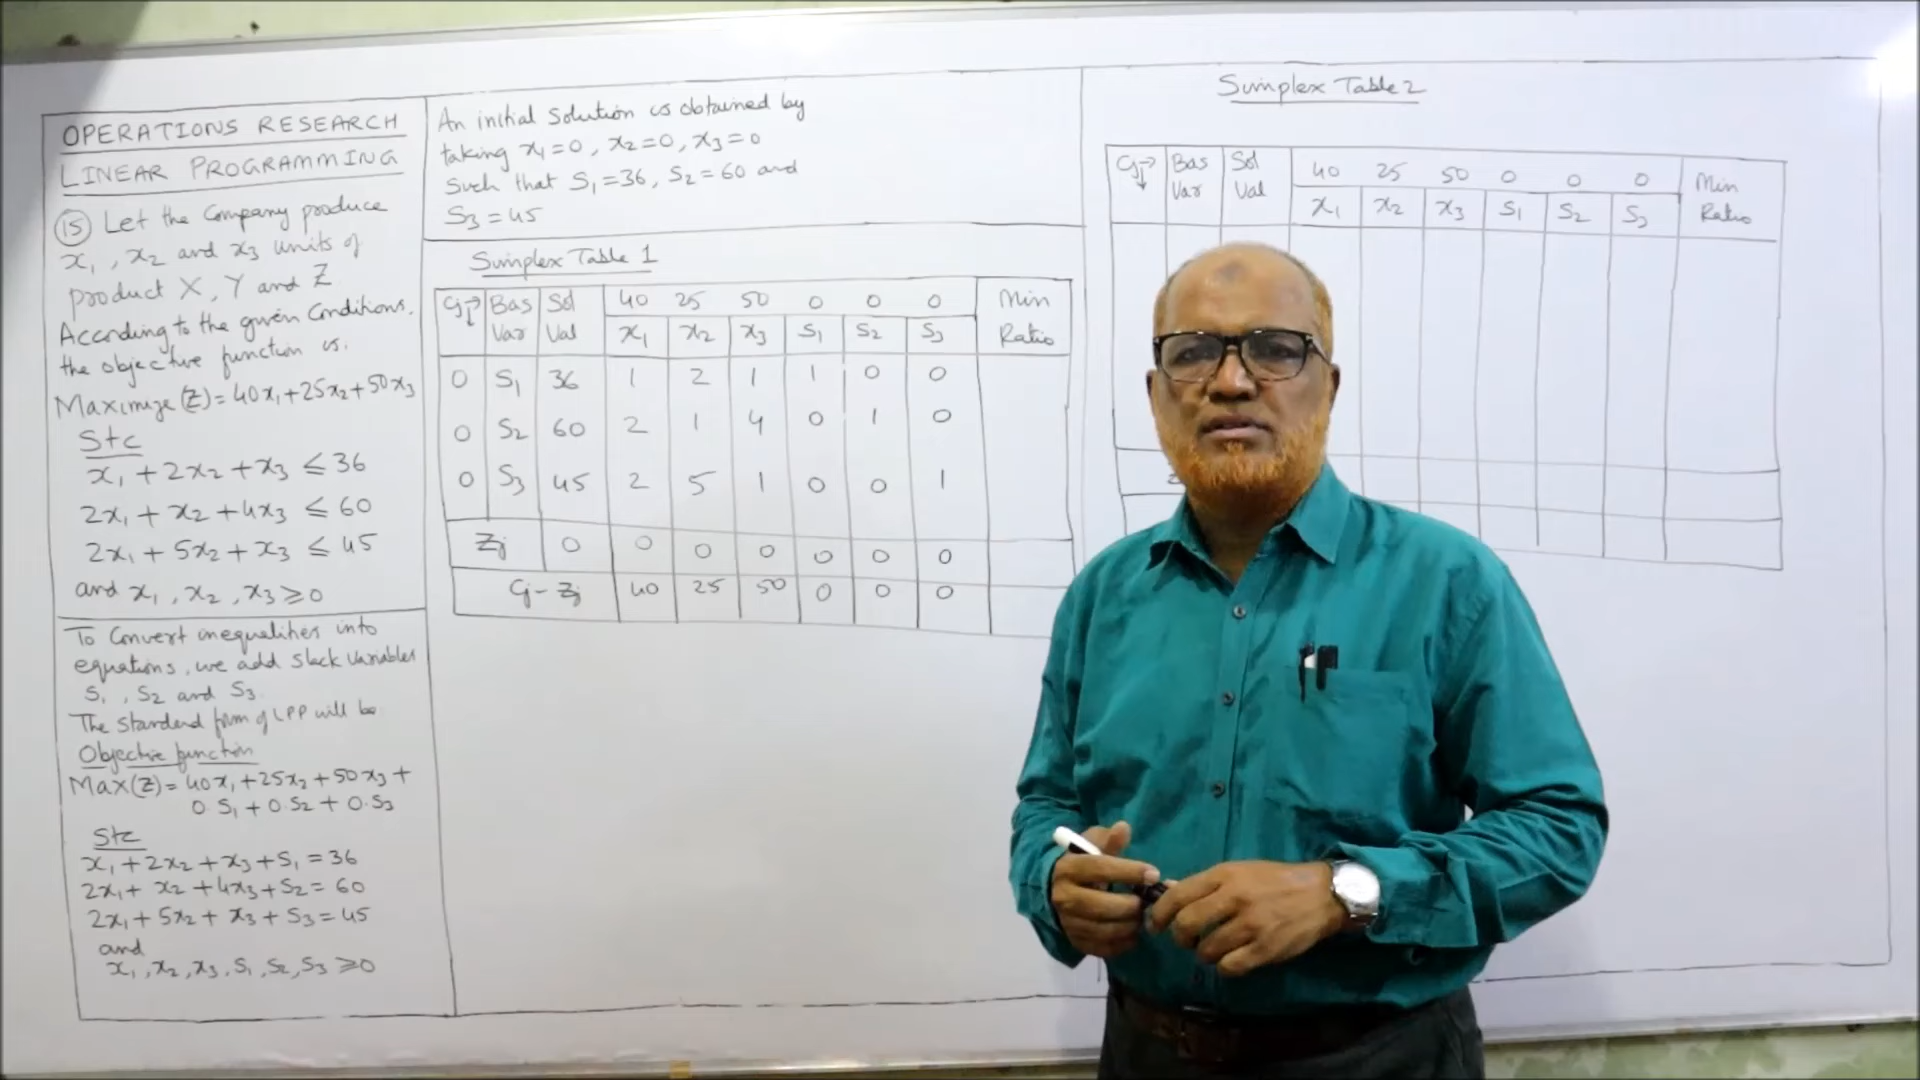 OPERATIONS RESEARCH
LINEAR PROGRAMMING
(15) Let the Company produce
x₁, x₂ and x₃ units of
product X, Y and Z
According to the given Conditions,
the objective function is.
Maximize (Z) = 40x₁+25x₂+50x₃
Stc
x₁ + 2x₂ + x₃ ≤ 36
2x₁ + x₂ + 4x₃ ≤ 60
2x₁ + 5x₂ + x₃ ≤ 45
and x₁, x₂, x₃ ≥ 0
To Convert inequalities into
equations, we add slack variables
S₁, S₂ and S₃
The Standard form of LPP will be
Objective function
Max(Z) = 40x₁+25x₂+50x₃+
0.S₁+0.S₂+0.S₃
Stc
x₁+2x₂+x₃+S₁=36
2x₁+x₂+4x₃+S₂=60
2x₁+5x₂+x₃+S₃=45
and
x₁, x₂, x₃, S₁, S₂, S₃ ≥ 0
An initial Solution is obtained by
taking x₁=0, x₂=0, x₃=0
Such that S₁=36, S₂=60 and
S₃=45
Simplex Table 1
Cj→↓ Bas Var Sol Val 40 25 50 0 0 0 Min Ratio
x₁ x₂ x₃ S₁ S₂ S₃
0 S₁ 36 1 2 1 1 0 0
0 S₂ 60 2 1 4 0 1 0
0 S₃ 45 2 5 1 0 0 1
Zj 0 0 0 0 0 0 0
Cj - Zj 40 25 50 0 0 0
Simplex Table 2
Cj→↓ Bas Var Sol Val 40 25 50 0 0 0 Min Ratio
x₁ x₂ x₃ S₁ S₂ S₃